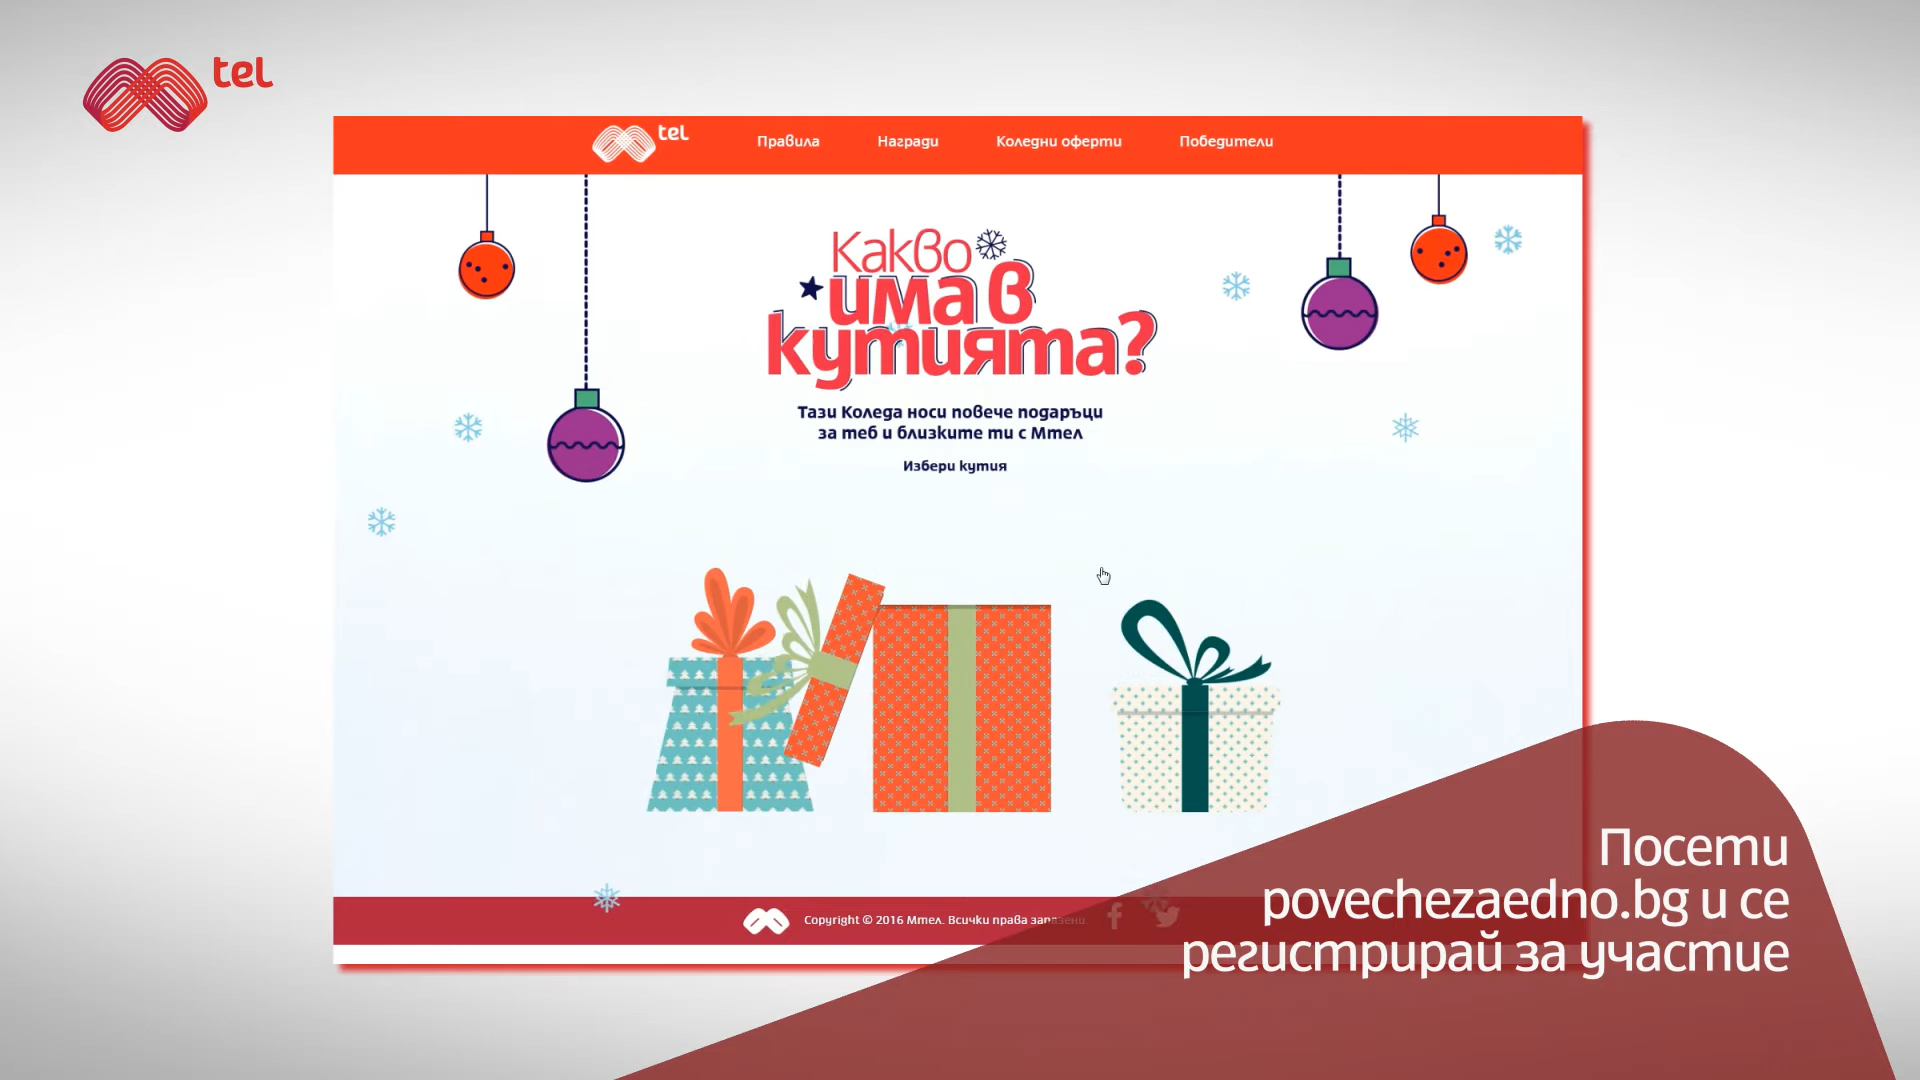 tel
tel
Правила Награди Коледни оферти Победители
Какво
има в
кутията?
Тази Коледа носи повече подаръци
за теб и близките ти с Мтел
Избери кутия
Copyright © 2016 Мтел. Всички права запазени.
Посети
povechezaedno.bg и се
регистрирай за участие